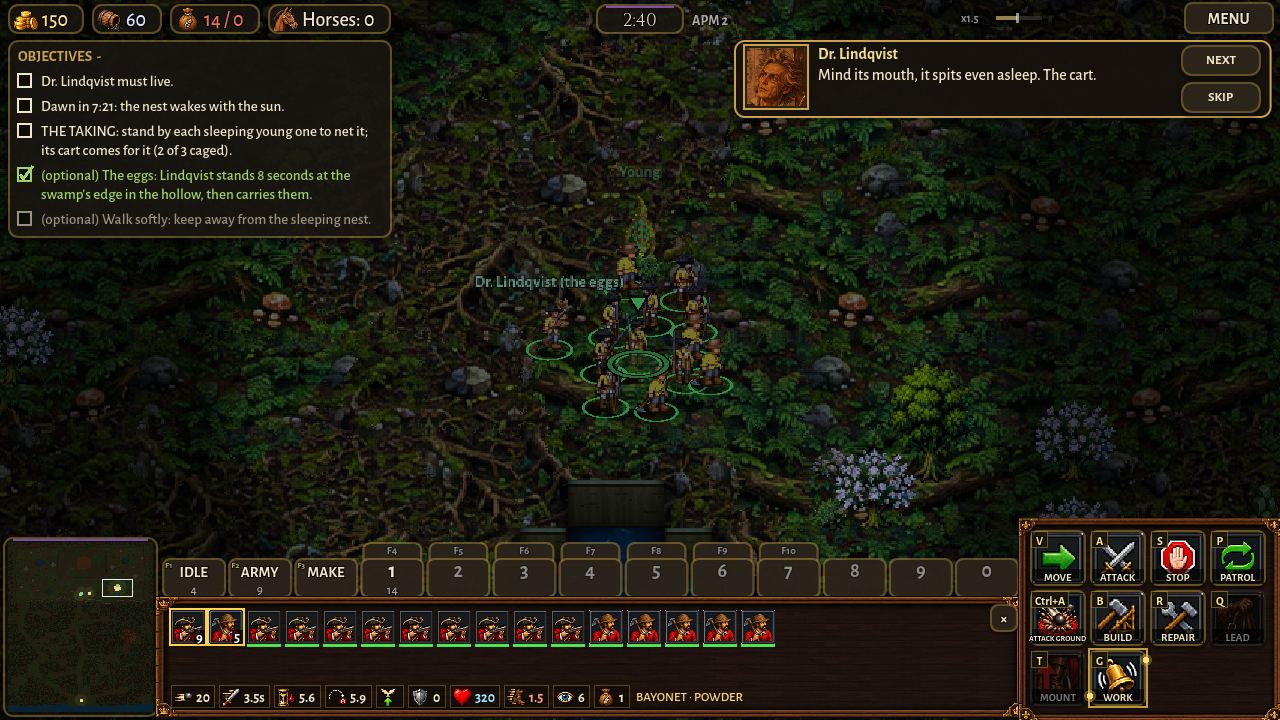 150
60
14 / 0
Horses: 0
2:40
APM 2
X1.5
MENU
OBJECTIVES -
Dr. Lindqvist must live.
Dawn in 7:21: the nest wakes with the sun.
THE TAKING: stand by each sleeping young one to net it;
its cart comes for it (2 of 3 caged).
(optional) The eggs: Lindqvist stands 8 seconds at the
swamp's edge in the hollow, then carries them.
(optional) Walk softly: keep away from the sleeping nest.
Dr. Lindqvist
Mind its mouth, it spits even asleep. The cart.
NEXT
SKIP
Young
Dr. Lindqvist (the eggs)
F1 IDLE 4
F2 ARMY 9
F3 MAKE
F4 1 14
F5 2
F6 3
F7 4
F8 5
F9 6
F10 7
8
9
0
9
5
×
20
3.5s
5.6
5.9
0
320
1.5
6
1
BAYONET · POWDER
V MOVE
A ATTACK
S STOP
P PATROL
Ctrl+A ATTACK GROUND
B BUILD
R REPAIR
Q LEAD
T MOUNT
G WORK